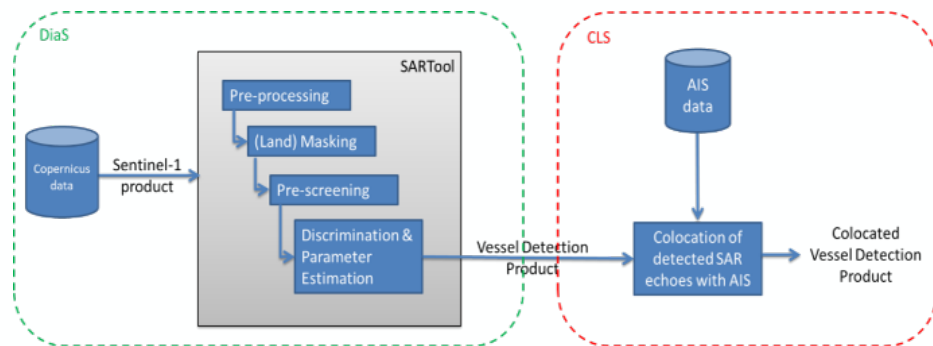 DiaS
SARTool
Pre-processing
(Land) Masking
Pre-screening
Discrimination &
Parameter
Estimation
Copernicus
data
Sentinel-1
product
Vessel Detection
Product
CLS
AIS
data
Colocation of
detected SAR
echoes with AIS
Colocated
Vessel Detection
Product